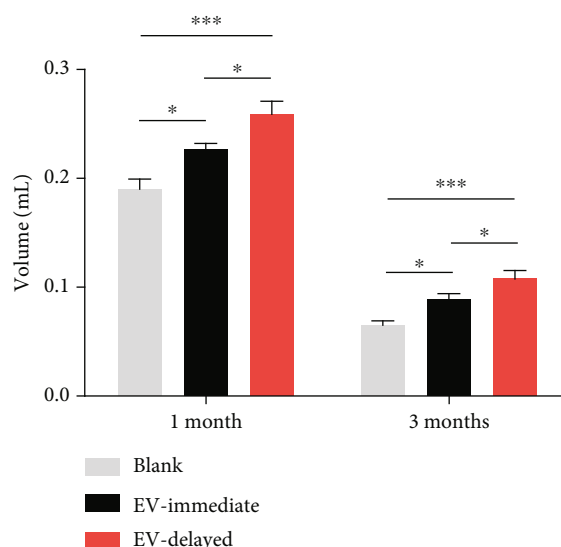 ***
*
*
0.3
0.2
0.1
0.0
Volume (mL)
***
*
*
1 month
3 months
Blank
EV-immediate
EV-delayed